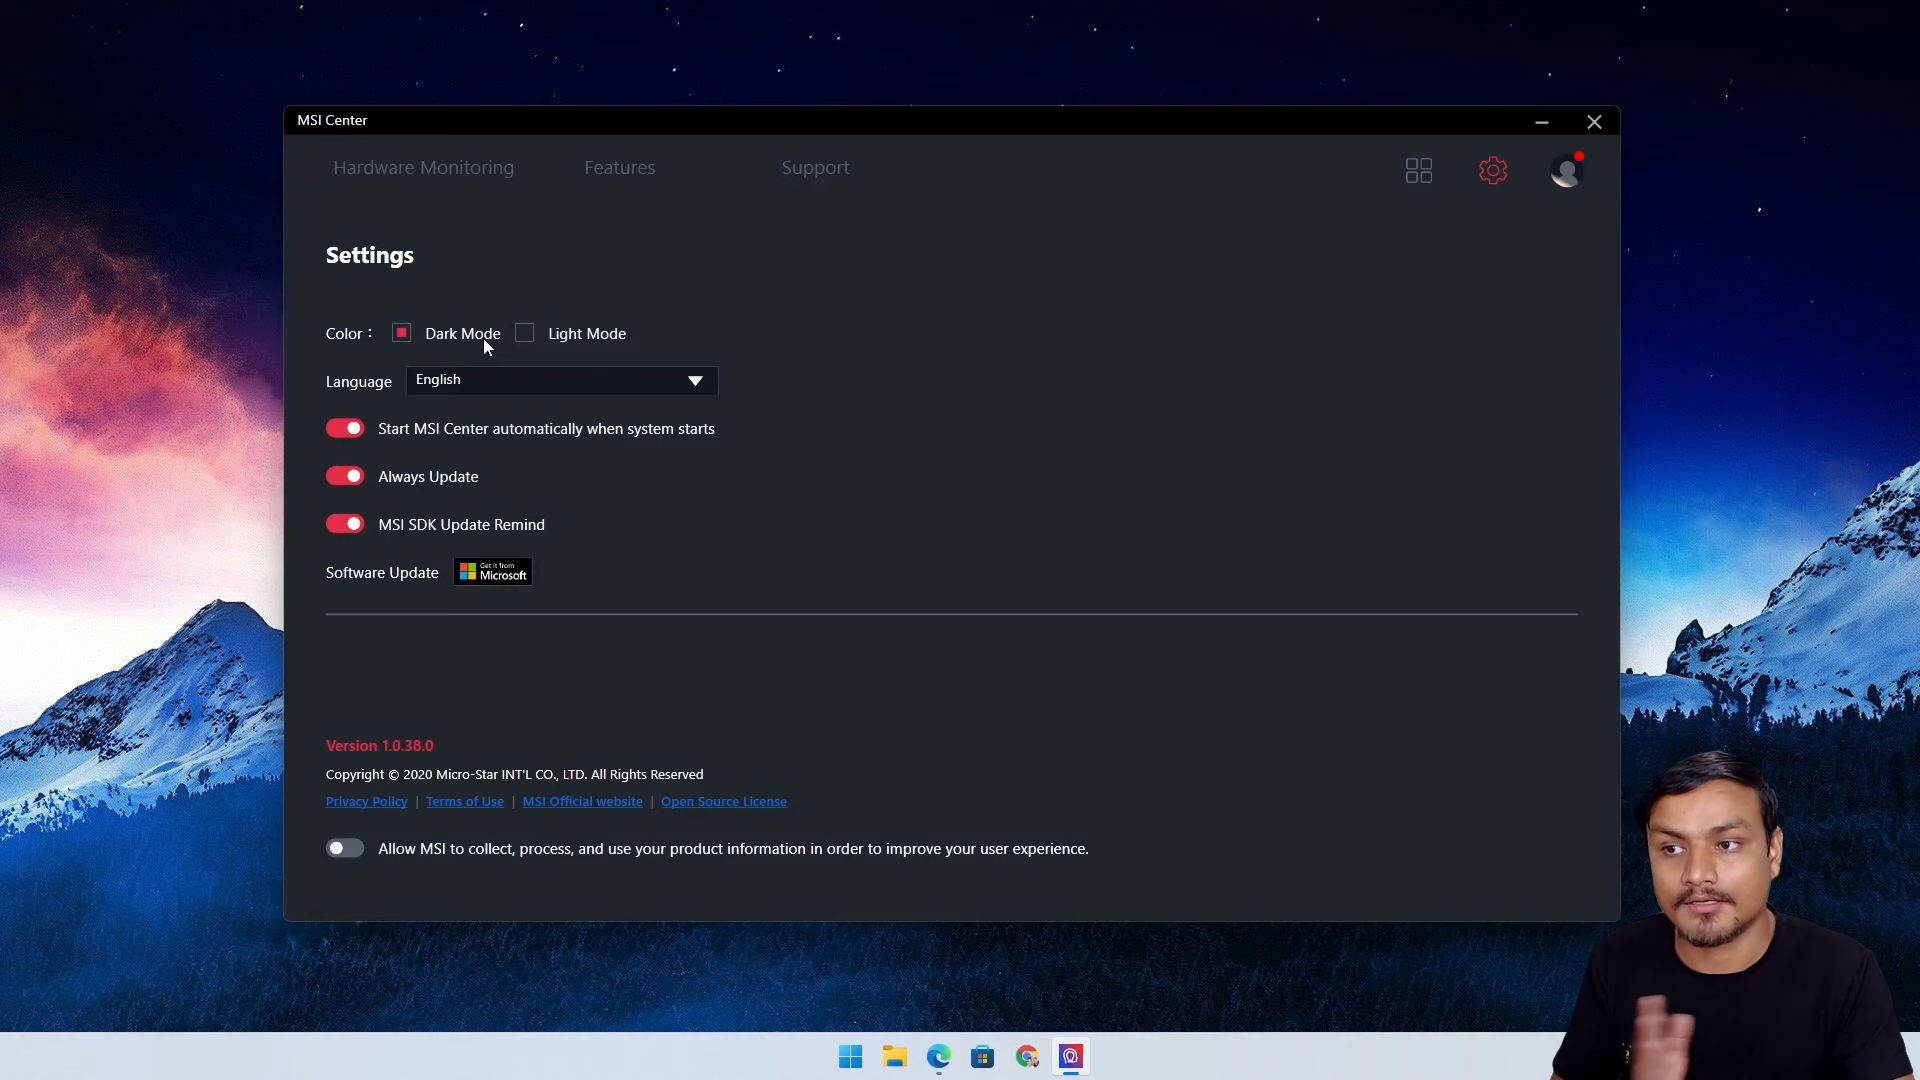 MSI Center
Hardware Monitoring Features Support
Settings
Color : Dark Mode Light Mode
Language English
Start MSI Center automatically when system starts
Always Update
MSI SDK Update Remind
Software Update Get it from Microsoft
Version 1.0.38.0
Copyright © 2020 Micro-Star INT'L CO., LTD. All Rights Reserved
Privacy Policy | Terms of Use | MSI Official website | Open Source License
Allow MSI to collect, process, and use your product information in order to improve your user experience.